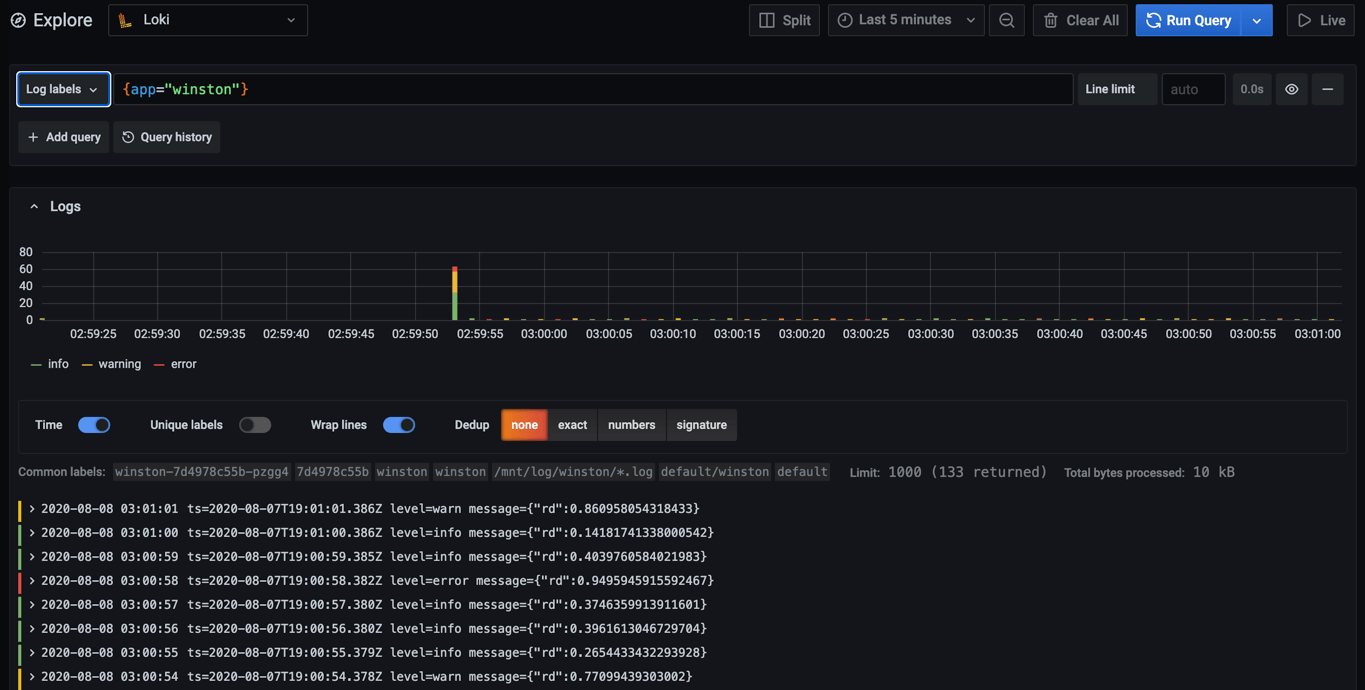 Explore Loki Split Last 5 minutes Clear All Run Query Live
Log labels {app="winston"} Line limit auto 0.0s
+ Add query Query history
Logs
80
60
40
20
0
02:59:25 02:59:30 02:59:35 02:59:40 02:59:45 02:59:50 02:59:55 03:00:00 03:00:05 03:00:10 03:00:15 03:00:20 03:00:25 03:00:30 03:00:35 03:00:40 03:00:45 03:00:50 03:00:55 03:01:00
info warning error
Time Unique labels Wrap lines Dedup none exact numbers signature
Common labels: winston-7d4978c55b-pzgg4 7d4978c55b winston winston /mnt/log/winston/*.log default/winston default Limit: 1000 (133 returned) Total bytes processed: 10 kB
> 2020-08-08 03:01:01 ts=2020-08-07T19:01:01.386Z level=warn message={"rd":0.860958054318433}
> 2020-08-08 03:01:00 ts=2020-08-07T19:01:00.386Z level=info message={"rd":0.14181741338000542}
> 2020-08-08 03:00:59 ts=2020-08-07T19:00:59.385Z level=info message={"rd":0.4039760584021983}
> 2020-08-08 03:00:58 ts=2020-08-07T19:00:58.382Z level=error message={"rd":0.9495945915592467}
> 2020-08-08 03:00:57 ts=2020-08-07T19:00:57.380Z level=info message={"rd":0.3746359913911601}
> 2020-08-08 03:00:56 ts=2020-08-07T19:00:56.380Z level=info message={"rd":0.3961613046729704}
> 2020-08-08 03:00:55 ts=2020-08-07T19:00:55.379Z level=info message={"rd":0.2654433432293928}
> 2020-08-08 03:00:54 ts=2020-08-07T19:00:54.378Z level=warn message={"rd":0.77099439303002}